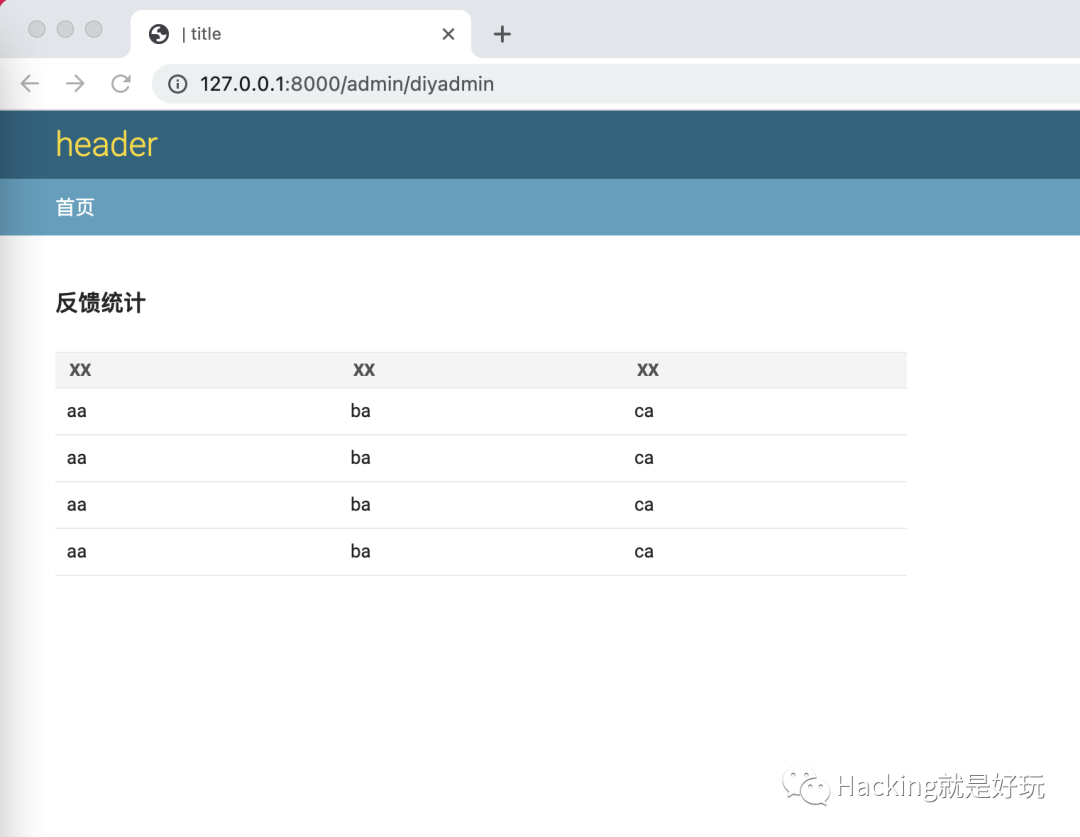 | title
127.0.0.1:8000/admin/diyadmin
header
首页
反馈统计
XX XX XX
aa ba ca
aa ba ca
aa ba ca
aa ba ca
Hacking就是好玩